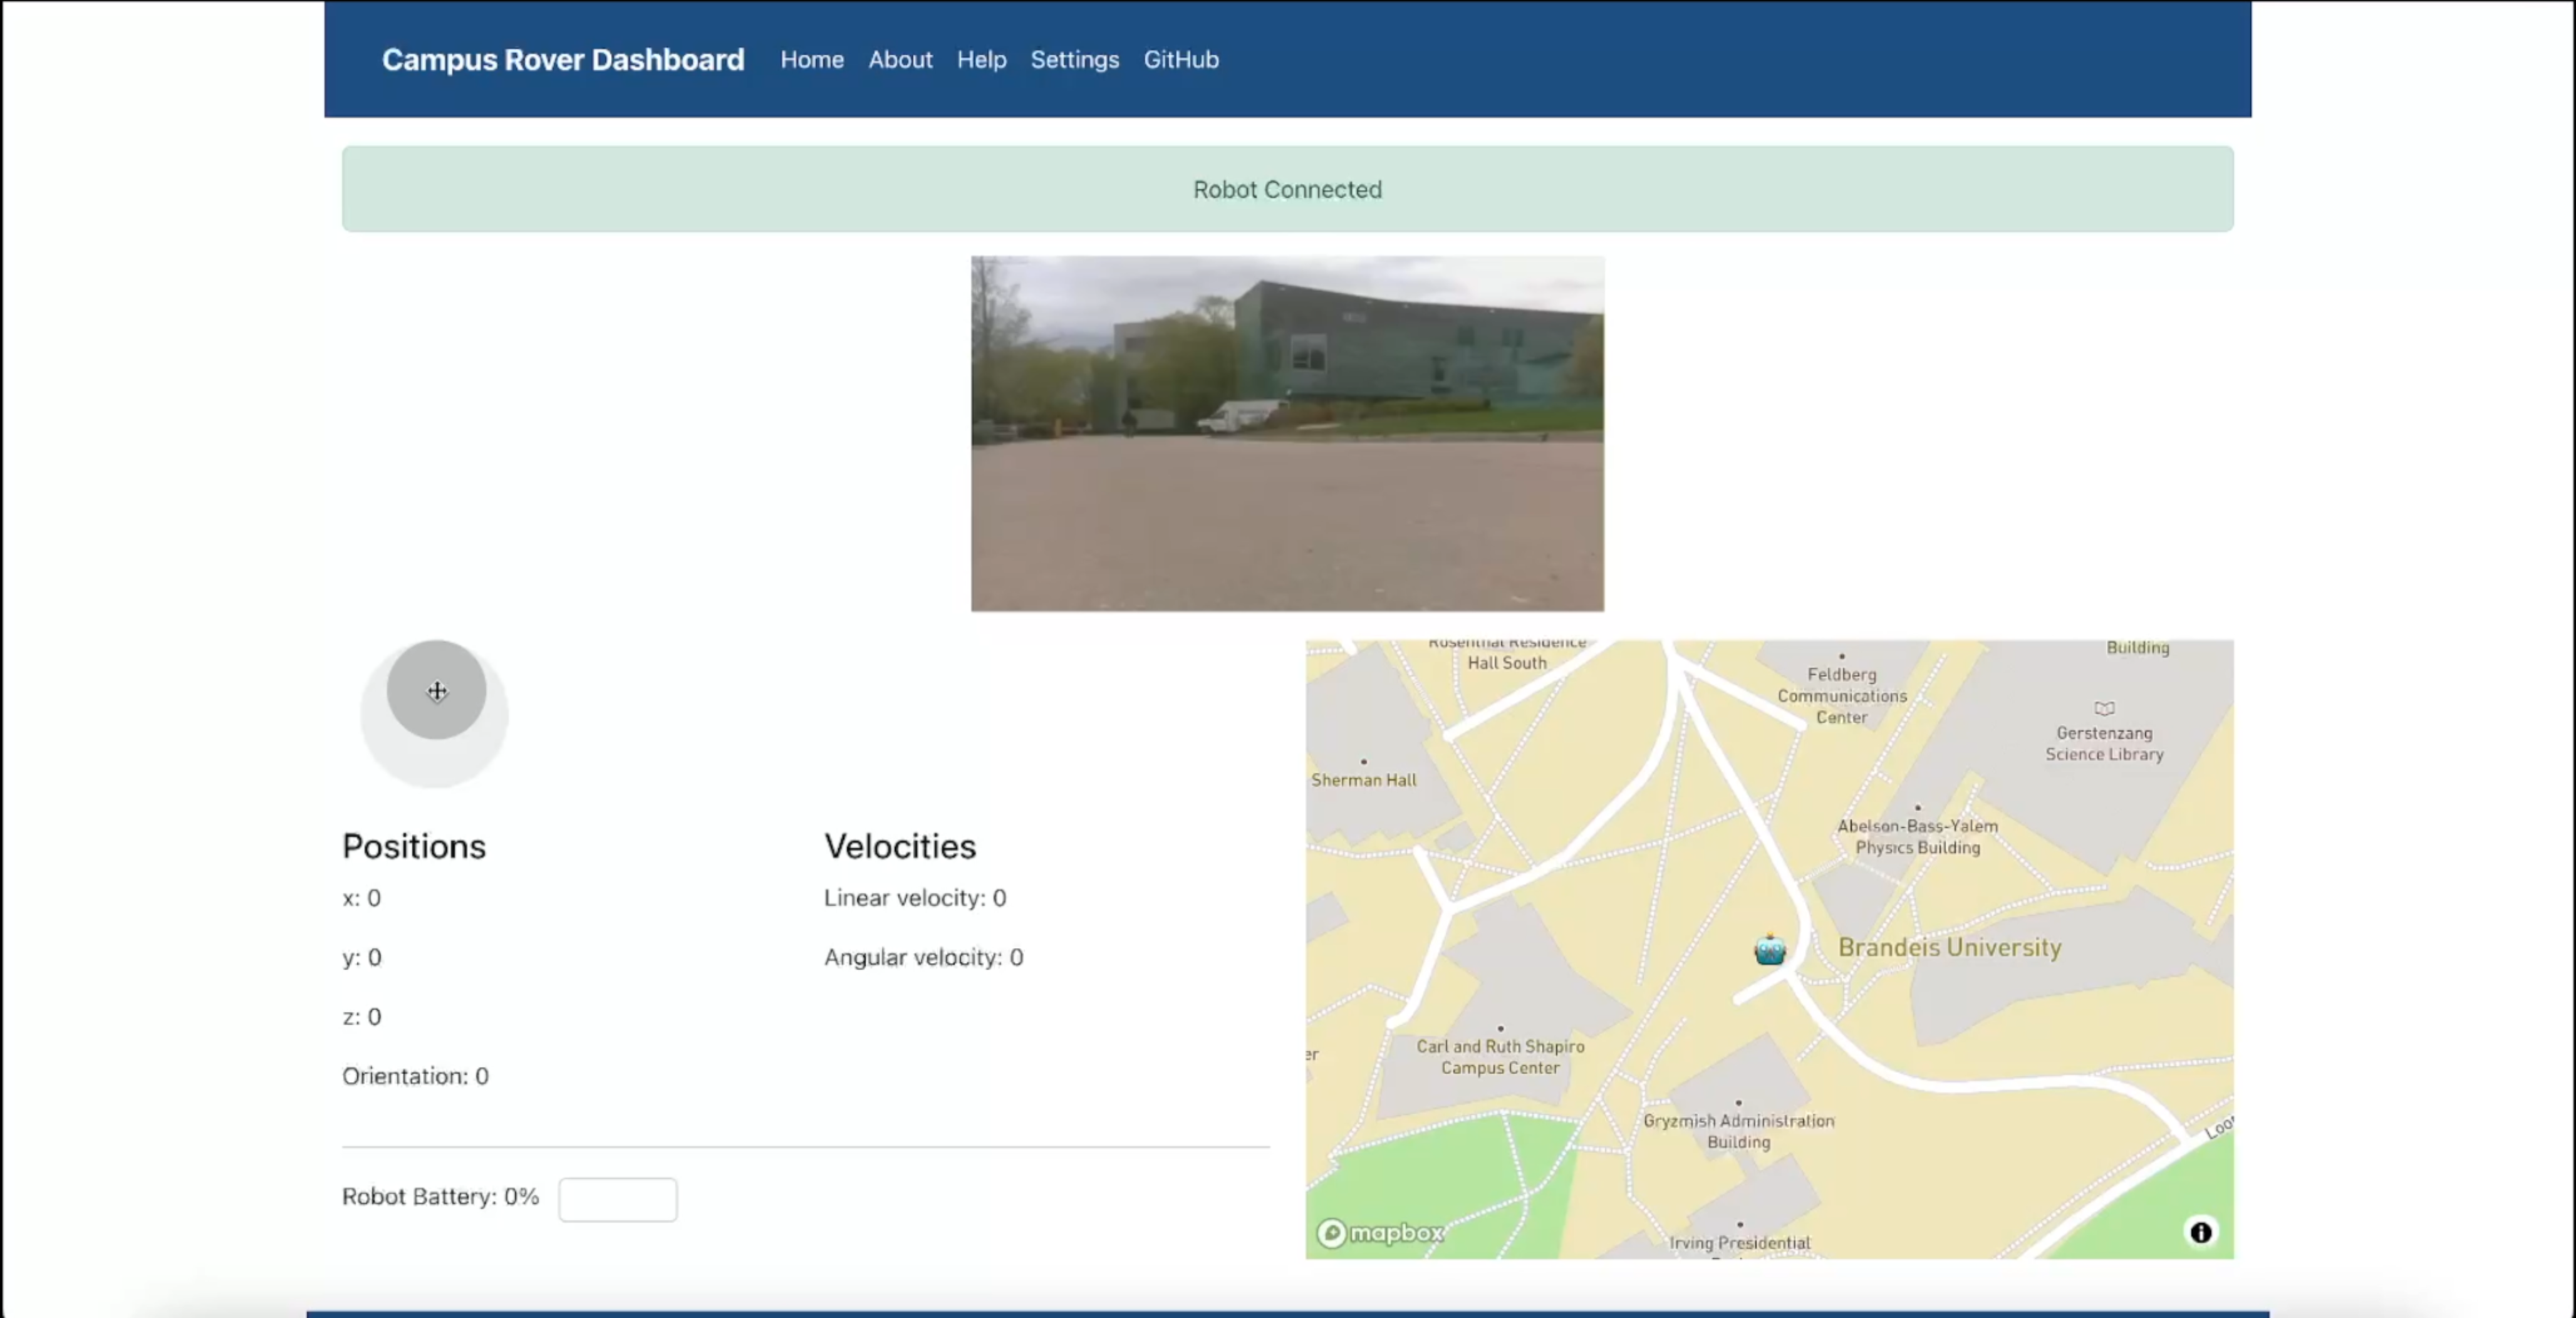 Campus Rover Dashboard Home About Help Settings GitHub
Robot Connected
Positions
x: 0
y: 0
z: 0
Orientation: 0
Velocities
Linear velocity: 0
Angular velocity: 0
Robot Battery: 0%
Rosenthal Residence
Hall South
Building
Feldberg
Communications
Center
Gerstenzang
Science Library
Sherman Hall
Abelson-Bass-Yalem
Physics Building
Brandeis University
er
Carl and Ruth Shapiro
Campus Center
Gryzmish Administration
Building
Loo
Irving Presidential
mapbox
i